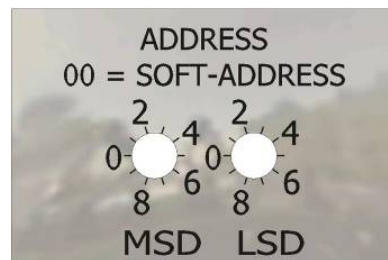 ADDRESS
00 = SOFT-ADDRESS
2 2
4 4
0 0
6 6
8 8
MSD LSD